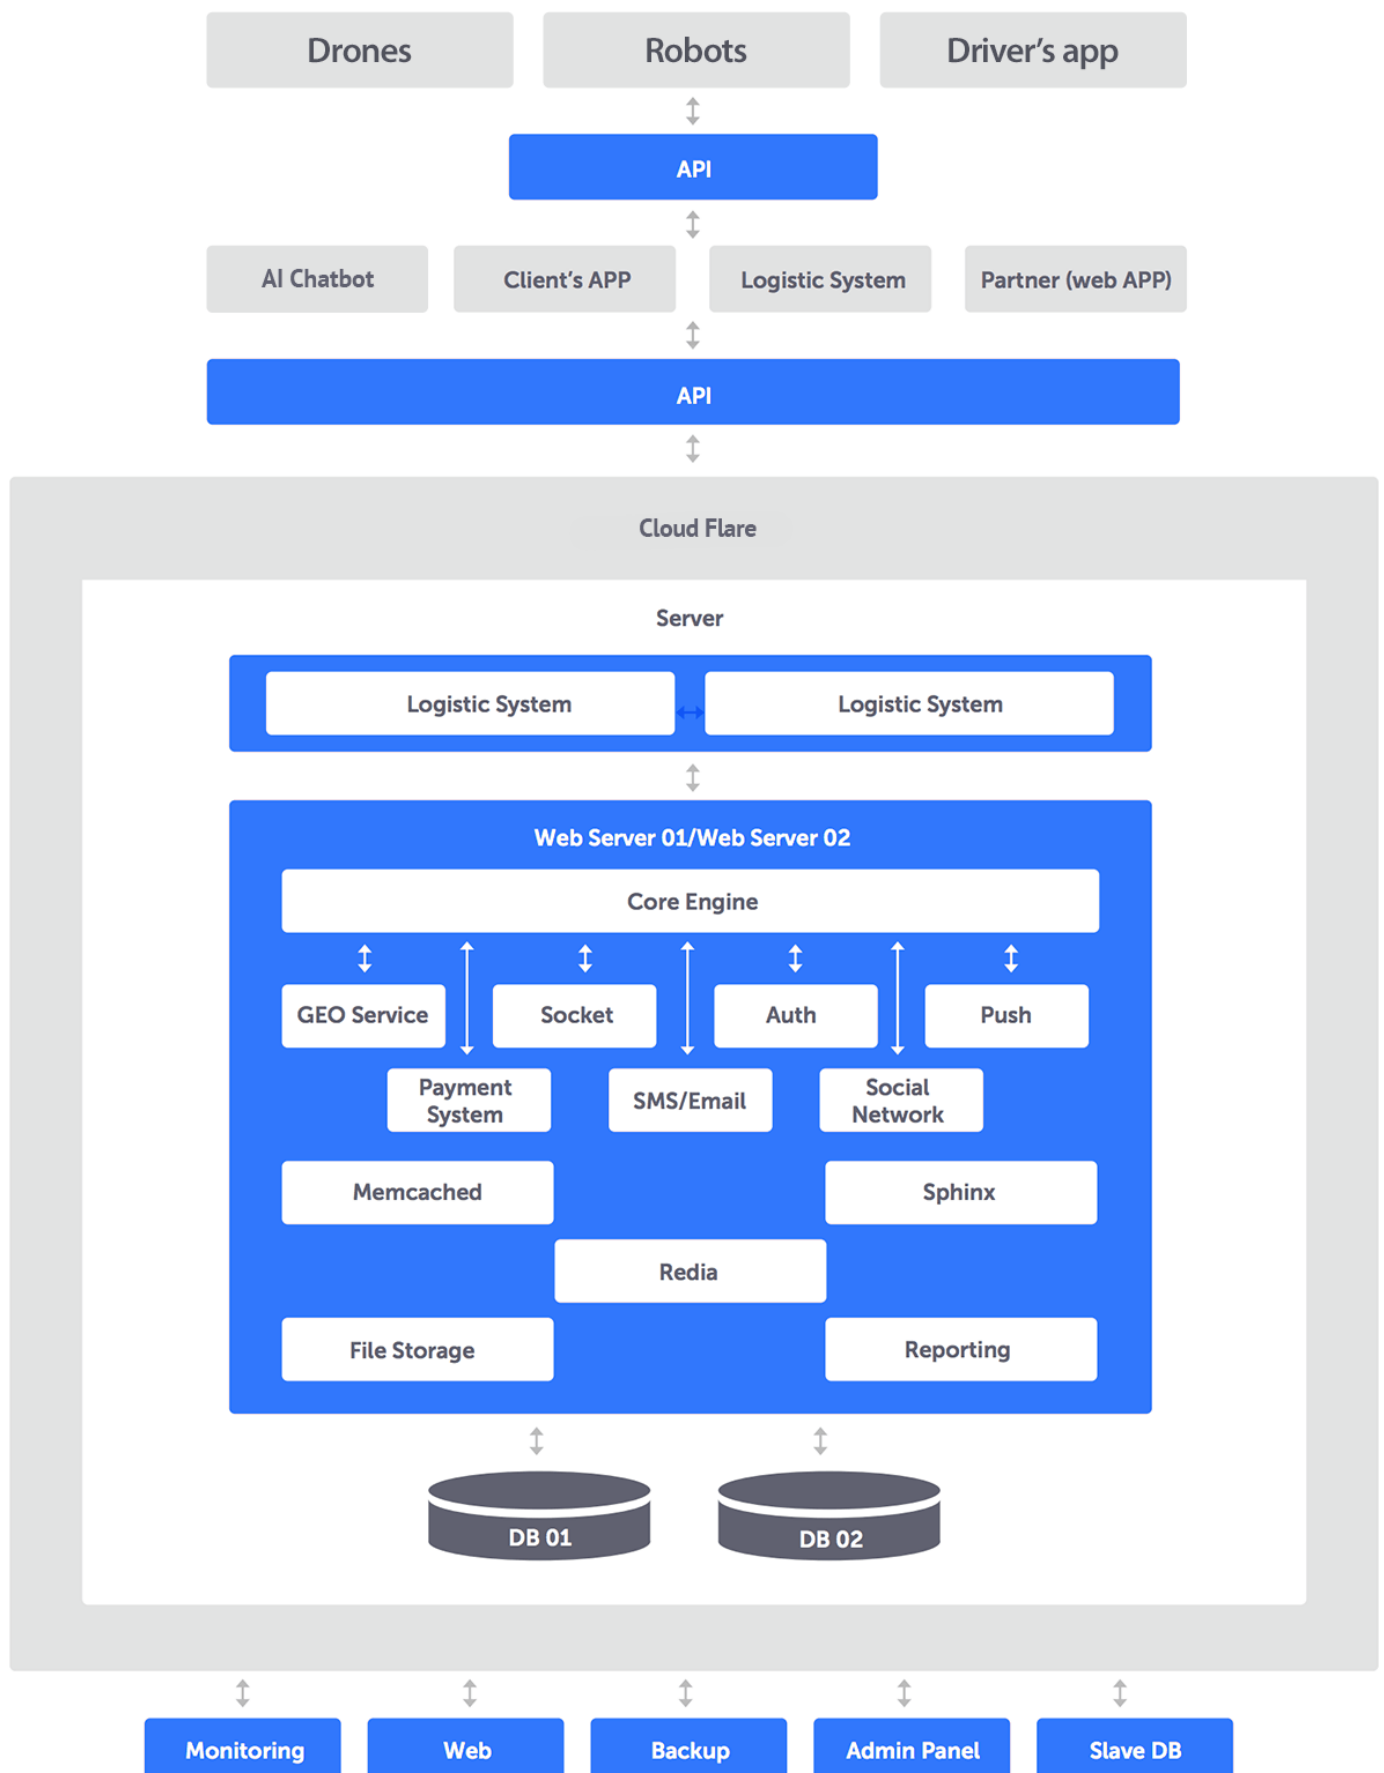 Drones
Robots
Driver's app
API
AI Chatbot
Client's APP
Logistic System
Partner (web APP)
API
Cloud Flare
Server
Logistic System
Logistic System
Web Server 01/Web Server 02
Core Engine
GEO Service
Socket
Auth
Push
Payment
System
SMS/Email
Social
Network
Memcached
Sphinx
Redia
File Storage
Reporting
DB 01
DB 02
Monitoring
Web
Backup
Admin Panel
Slave DB